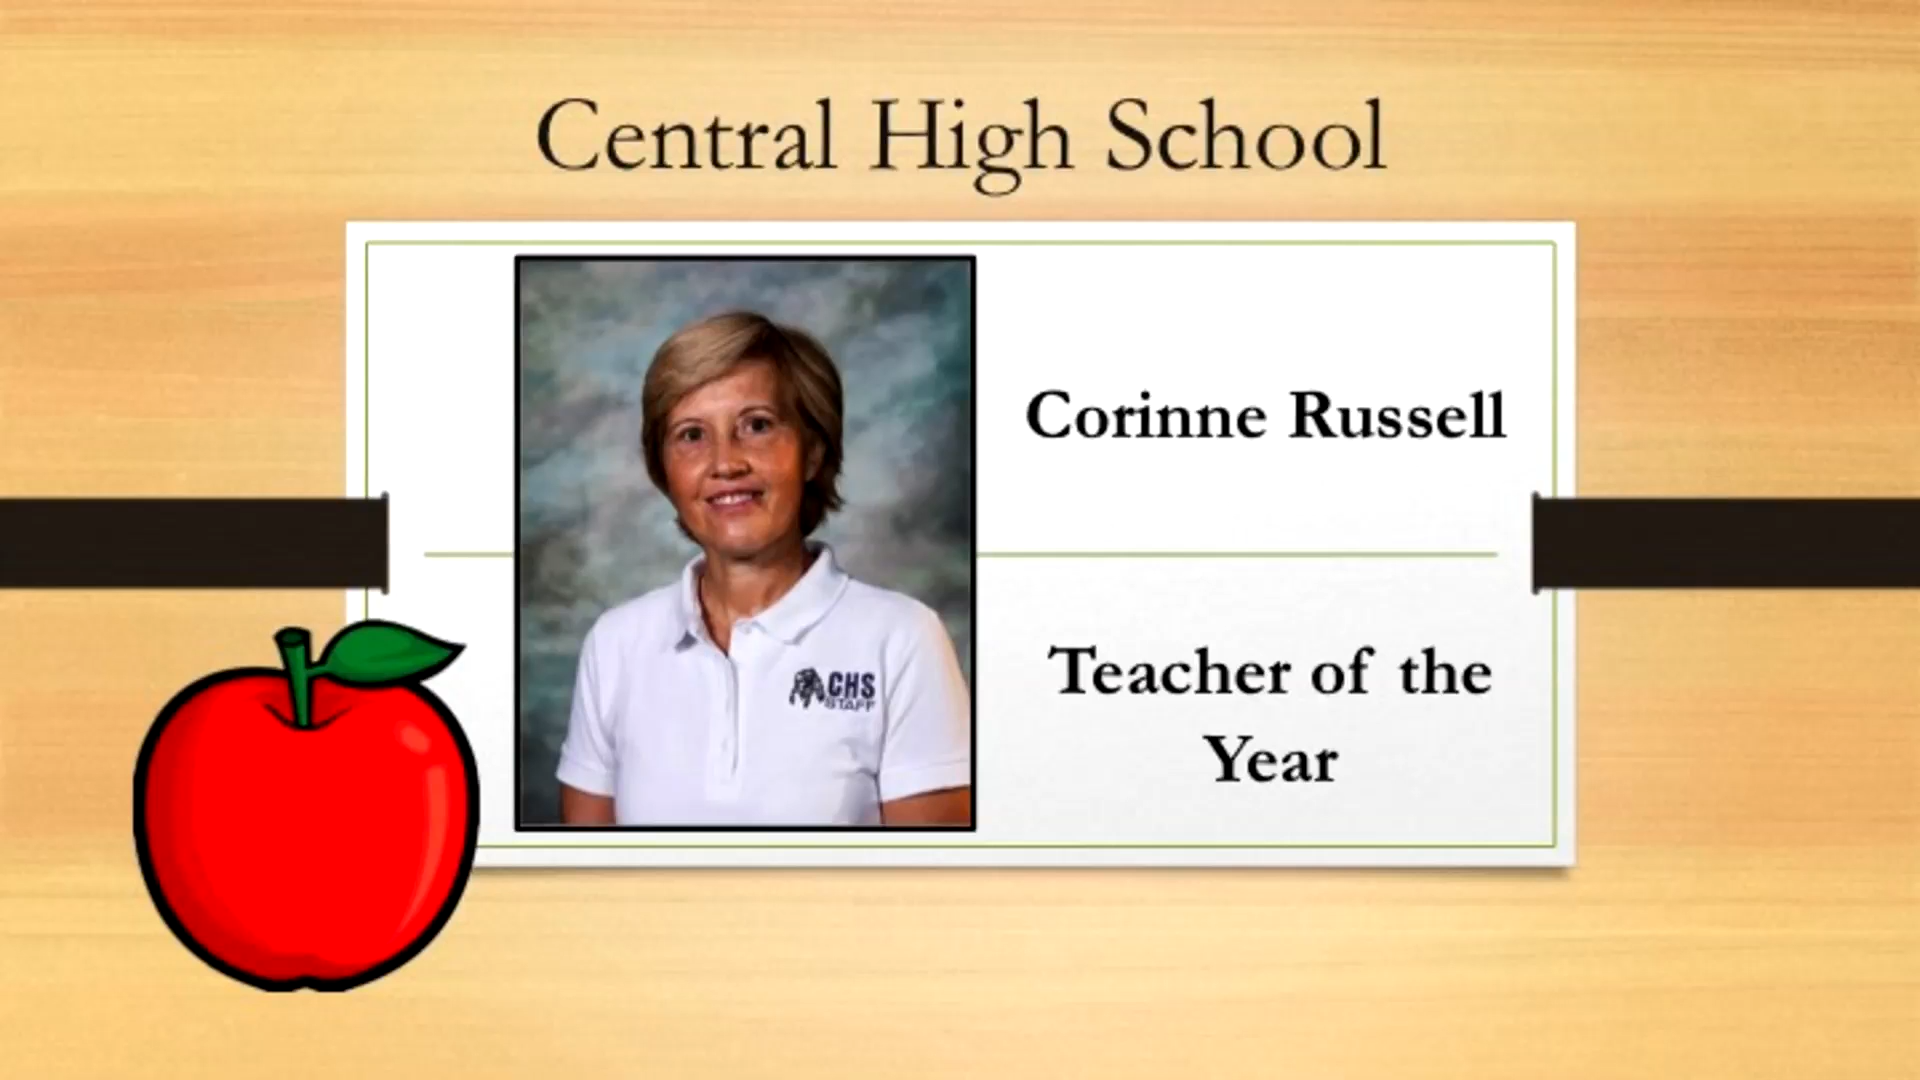 Central High School
Corinne Russell
CHS
STAFF
Teacher of the
Year